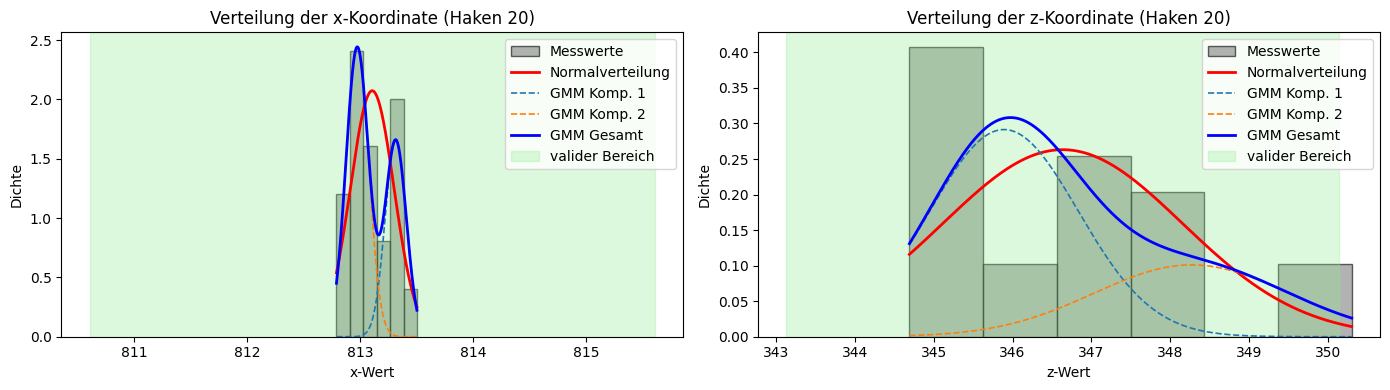 Verteilung der x-Koordinate (Haken 20)
2.5
2.0
1.5
1.0
0.5
0.0
Dichte
811
812
813
814
815
x-Wert
Messwerte
Normalverteilung
GMM Komp. 1
GMM Komp. 2
GMM Gesamt
valider Bereich
Verteilung der z-Koordinate (Haken 20)
0.40
0.35
0.30
0.25
0.20
0.15
0.10
0.05
0.00
Dichte
343
344
345
346
347
348
349
350
z-Wert
Messwerte
Normalverteilung
GMM Komp. 1
GMM Komp. 2
GMM Gesamt
valider Bereich